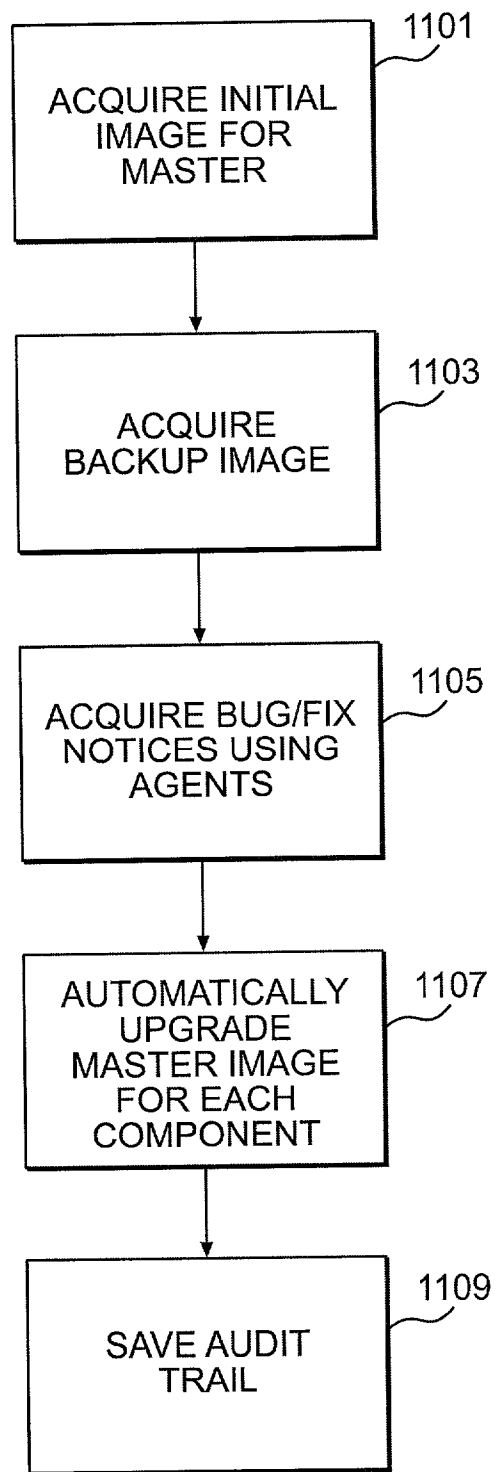 1101
ACQUIRE INITIAL
IMAGE FOR
MASTER
1103
ACQUIRE
BACKUP IMAGE
1105
ACQUIRE BUG/FIX
NOTICES USING
AGENTS
1107
AUTOMATICALLY
UPGRADE
MASTER IMAGE
FOR EACH
COMPONENT
1109
SAVE AUDIT
TRAIL